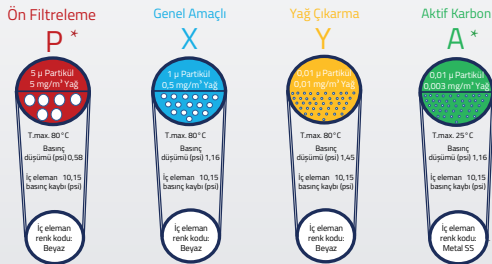 Ön Filtreleme
P *
5 µ Partikül
5 mg/m³ Yağ
T.max. 80°C
Basınç
düşümü (psi) 0,58
İç eleman 10,15
basınç kaybı (psi)
İç eleman
renk kodu:
Beyaz
Genel Amaçlı
X
1 µ Partikül
0,5 mg/m³ Yağ
T.max. 80°C
Basınç
düşümü (psi) 1,16
İç eleman 10,15
basınç kaybı (psi)
İç eleman
renk kodu:
Beyaz
Yağ Çıkarma
Y
0,01 µ Partikül
0,01 mg/m³ Yağ
T.max. 80°C
Basınç
düşümü (psi) 1,45
İç eleman 10,15
basınç kaybı (psi)
İç eleman
renk kodu:
Beyaz
Aktif Karbon
A *
0,01 µ Partikül
0,003 mg/m³ Yağ
T.max. 25°C
Basınç
düşümü (psi) 1,16
İç eleman 10,15
basınç kaybı (psi)
İç eleman
renk kodu:
Metal SS